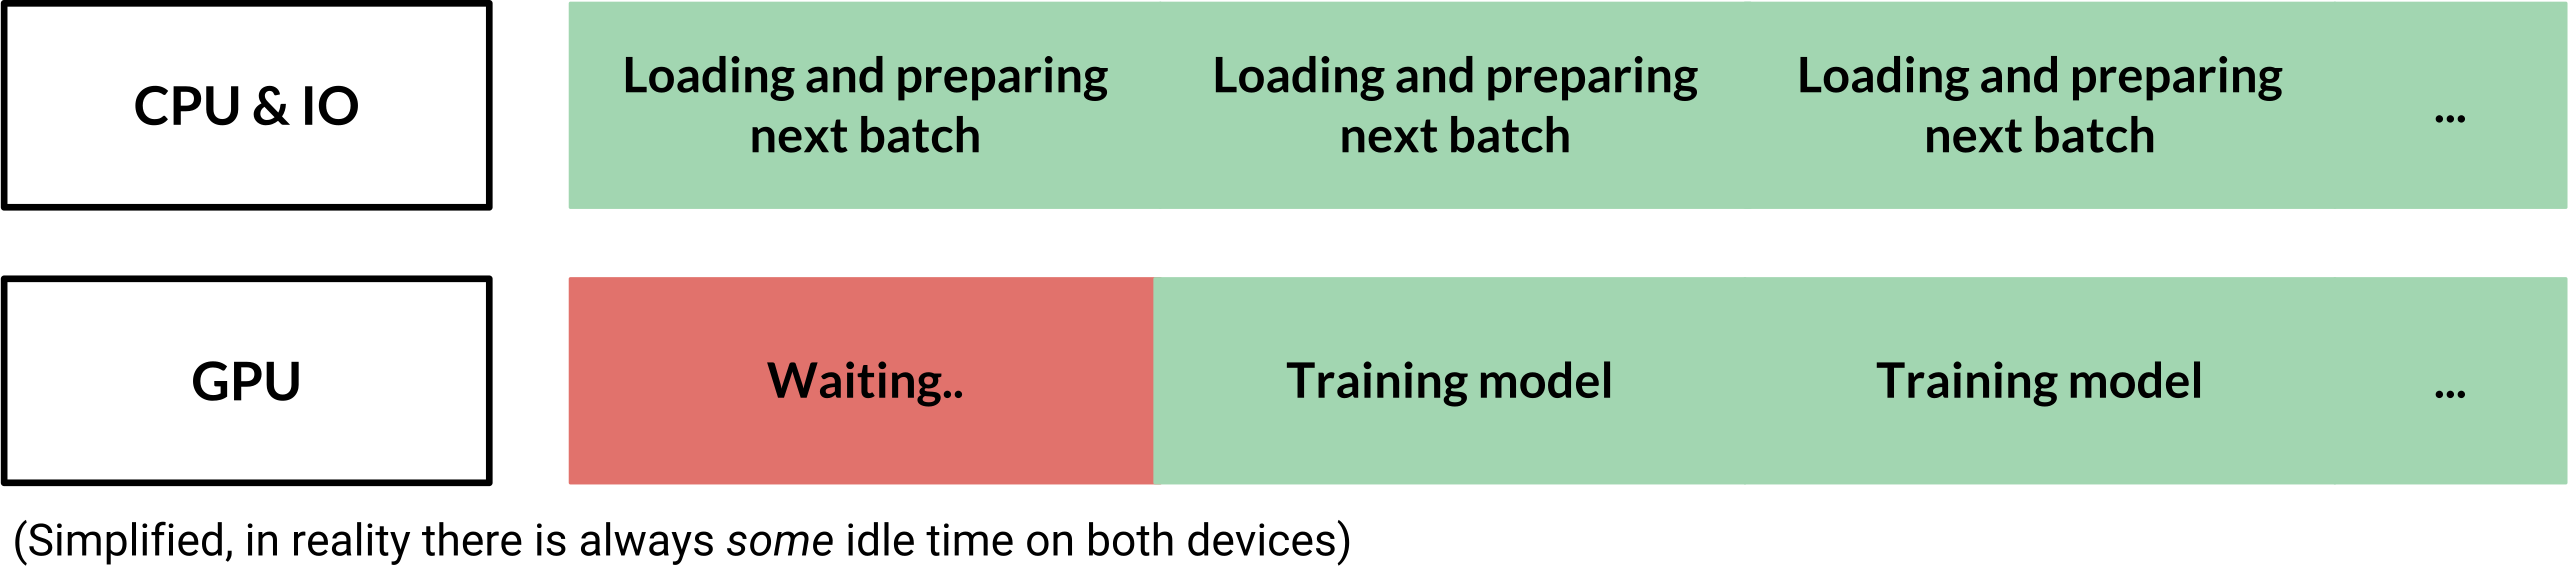 CPU & IO
Loading and preparing
next batch
Loading and preparing
next batch
Loading and preparing
next batch
...
GPU
Waiting..
Training model
Training model
...
(Simplified, in reality there is always some idle time on both devices)